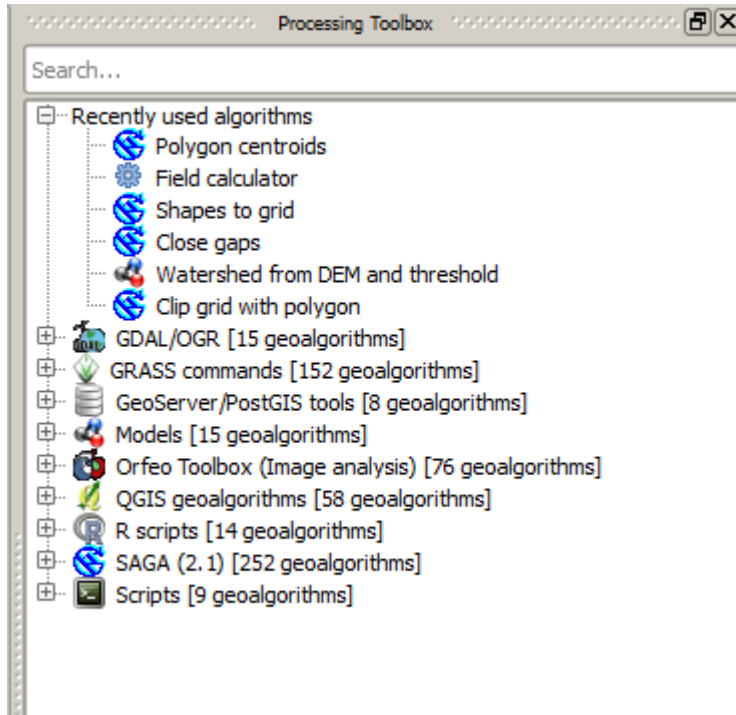 Processing Toolbox
Search...
Recently used algorithms
Polygon centroids
Field calculator
Shapes to grid
Close gaps
Watershed from DEM and threshold
Clip grid with polygon
GDAL/OGR [15 geoalgorithms]
GRASS commands [152 geoalgorithms]
GeoServer/PostGIS tools [8 geoalgorithms]
Models [15 geoalgorithms]
Orfeo Toolbox (Image analysis) [76 geoalgorithms]
QGIS geoalgorithms [58 geoalgorithms]
R scripts [14 geoalgorithms]
SAGA (2.1) [252 geoalgorithms]
Scripts [9 geoalgorithms]